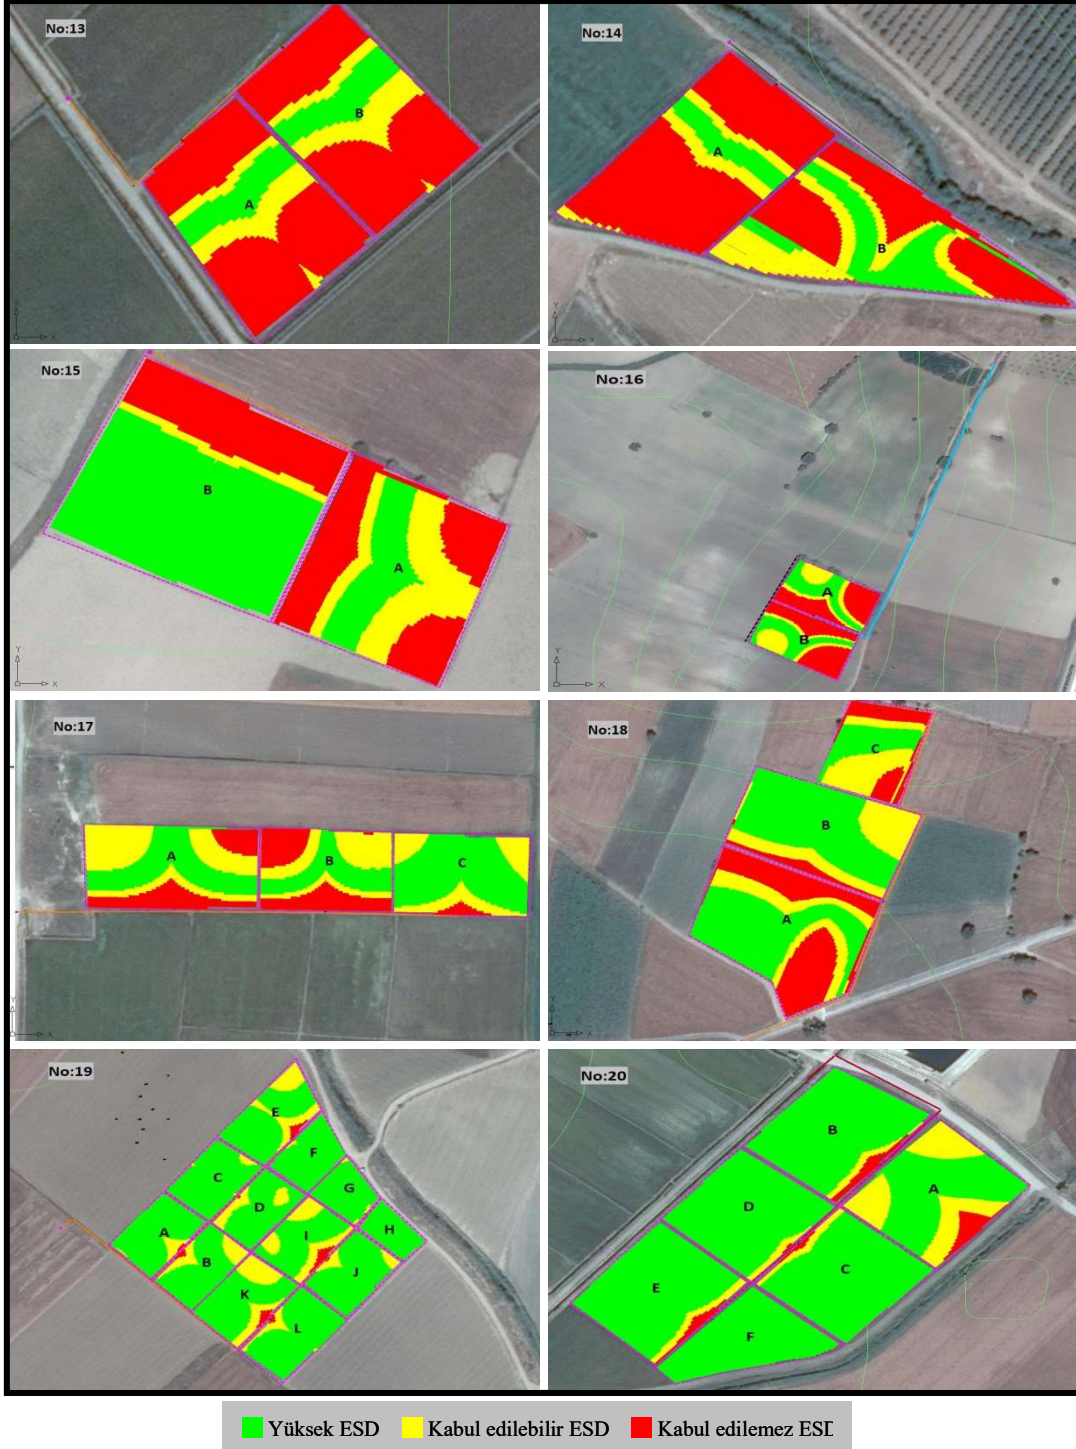 No:13
B
A
No:14
A
B
X
Y
No:15
B
A
Y
X
No:16
A
B
Y
X
No:17
A
B
C
Y
X
No:18
C
B
A
X
No:19
E
F
C
G
D
A
H
I
B
J
K
L
No:20
B
A
D
C
E
F
Yüksek ESD
Kabul edilebilir ESD
Kabul edilemez ESD